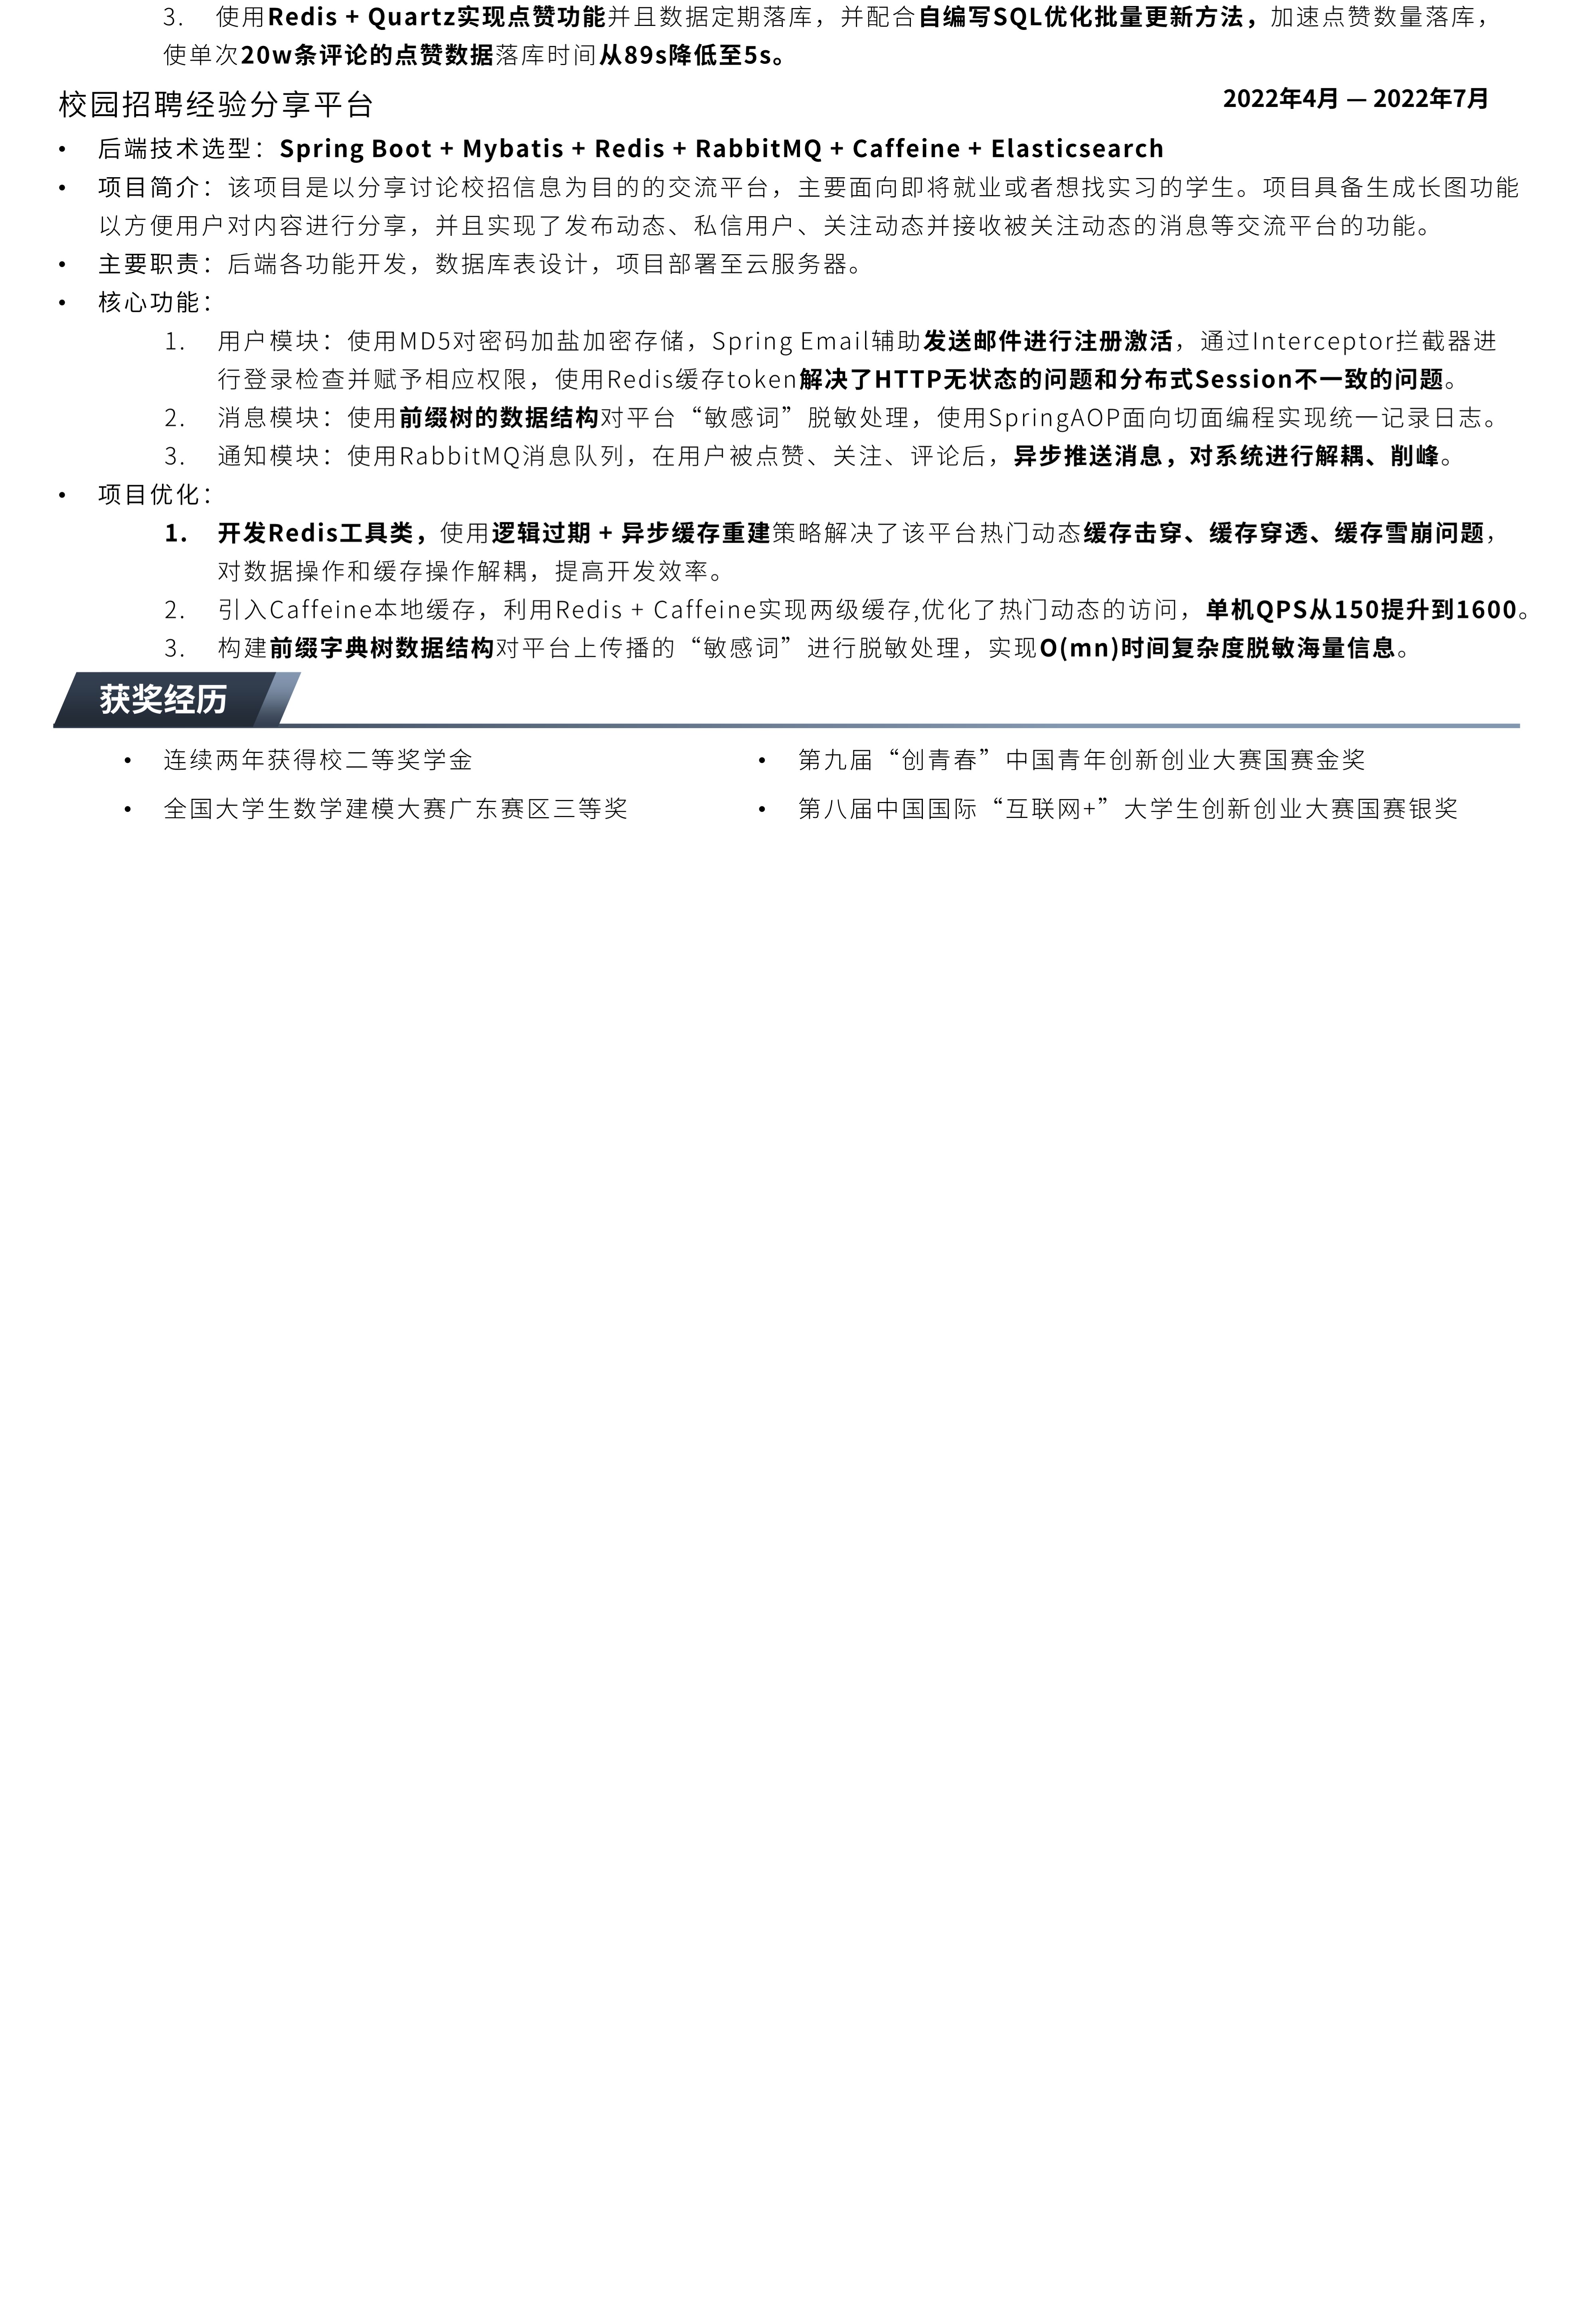 3. 使用Redis + Quartz实现点赞功能并且数据定期落库，并配合自编写SQL优化批量更新方法，加速点赞数量落库，
使单次20w条评论的点赞数据落库时间从89s降低至5s。
校园招聘经验分享平台 2022年4月 — 2022年7月
• 后端技术选型：Spring Boot + Mybatis + Redis + RabbitMQ + Caffeine + Elasticsearch
• 项目简介：该项目是以分享讨论校招信息为目的的交流平台，主要面向即将就业或者想找实习的学生。项目具备生成长图功能
以方便用户对内容进行分享，并且实现了发布动态、私信用户、关注动态并接收被关注动态的消息等交流平台的功能。
• 主要职责：后端各功能开发，数据库表设计，项目部署至云服务器。
• 核心功能：
1. 用户模块：使用MD5对密码加盐加密存储，Spring Email辅助发送邮件进行注册激活，通过Interceptor拦截器进
行登录检查并赋予相应权限，使用Redis缓存token解决了HTTP无状态的问题和分布式Session不一致的问题。
2. 消息模块：使用前缀树的数据结构对平台“敏感词”脱敏处理，使用SpringAOP面向切面编程实现统一记录日志。
3. 通知模块：使用RabbitMQ消息队列，在用户被点赞、关注、评论后，异步推送消息，对系统进行解耦、削峰。
• 项目优化：
1. 开发Redis工具类，使用逻辑过期 + 异步缓存重建策略解决了该平台热门动态缓存击穿、缓存穿透、缓存雪崩问题，
对数据操作和缓存操作解耦，提高开发效率。
2. 引入Caffeine本地缓存，利用Redis + Caffeine实现两级缓存,优化了热门动态的访问，单机QPS从150提升到1600。
3. 构建前缀字典树数据结构对平台上传播的“敏感词”进行脱敏处理，实现O(mn)时间复杂度脱敏海量信息。
获奖经历
• 连续两年获得校二等奖学金 • 第九届“创青春”中国青年创新创业大赛国赛金奖
• 全国大学生数学建模大赛广东赛区三等奖 • 第八届中国国际“互联网+”大学生创新创业大赛国赛银奖